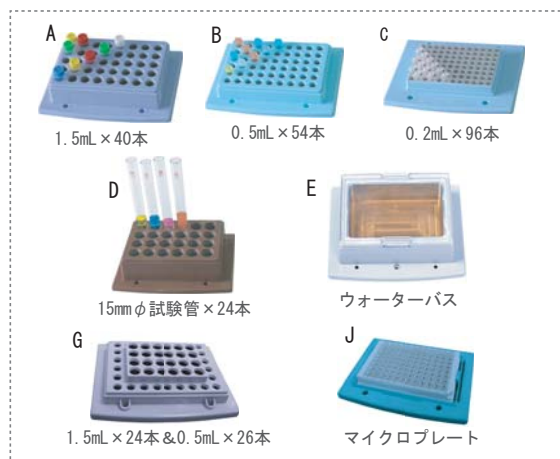 A
1.5mL×40本
B
0.5mL×54本
C
0.2mL×96本
D
15mmφ試験管×24本
E
ウォーターバス
G
1.5mL×24本&0.5mL×26本
J
マイクロプレート